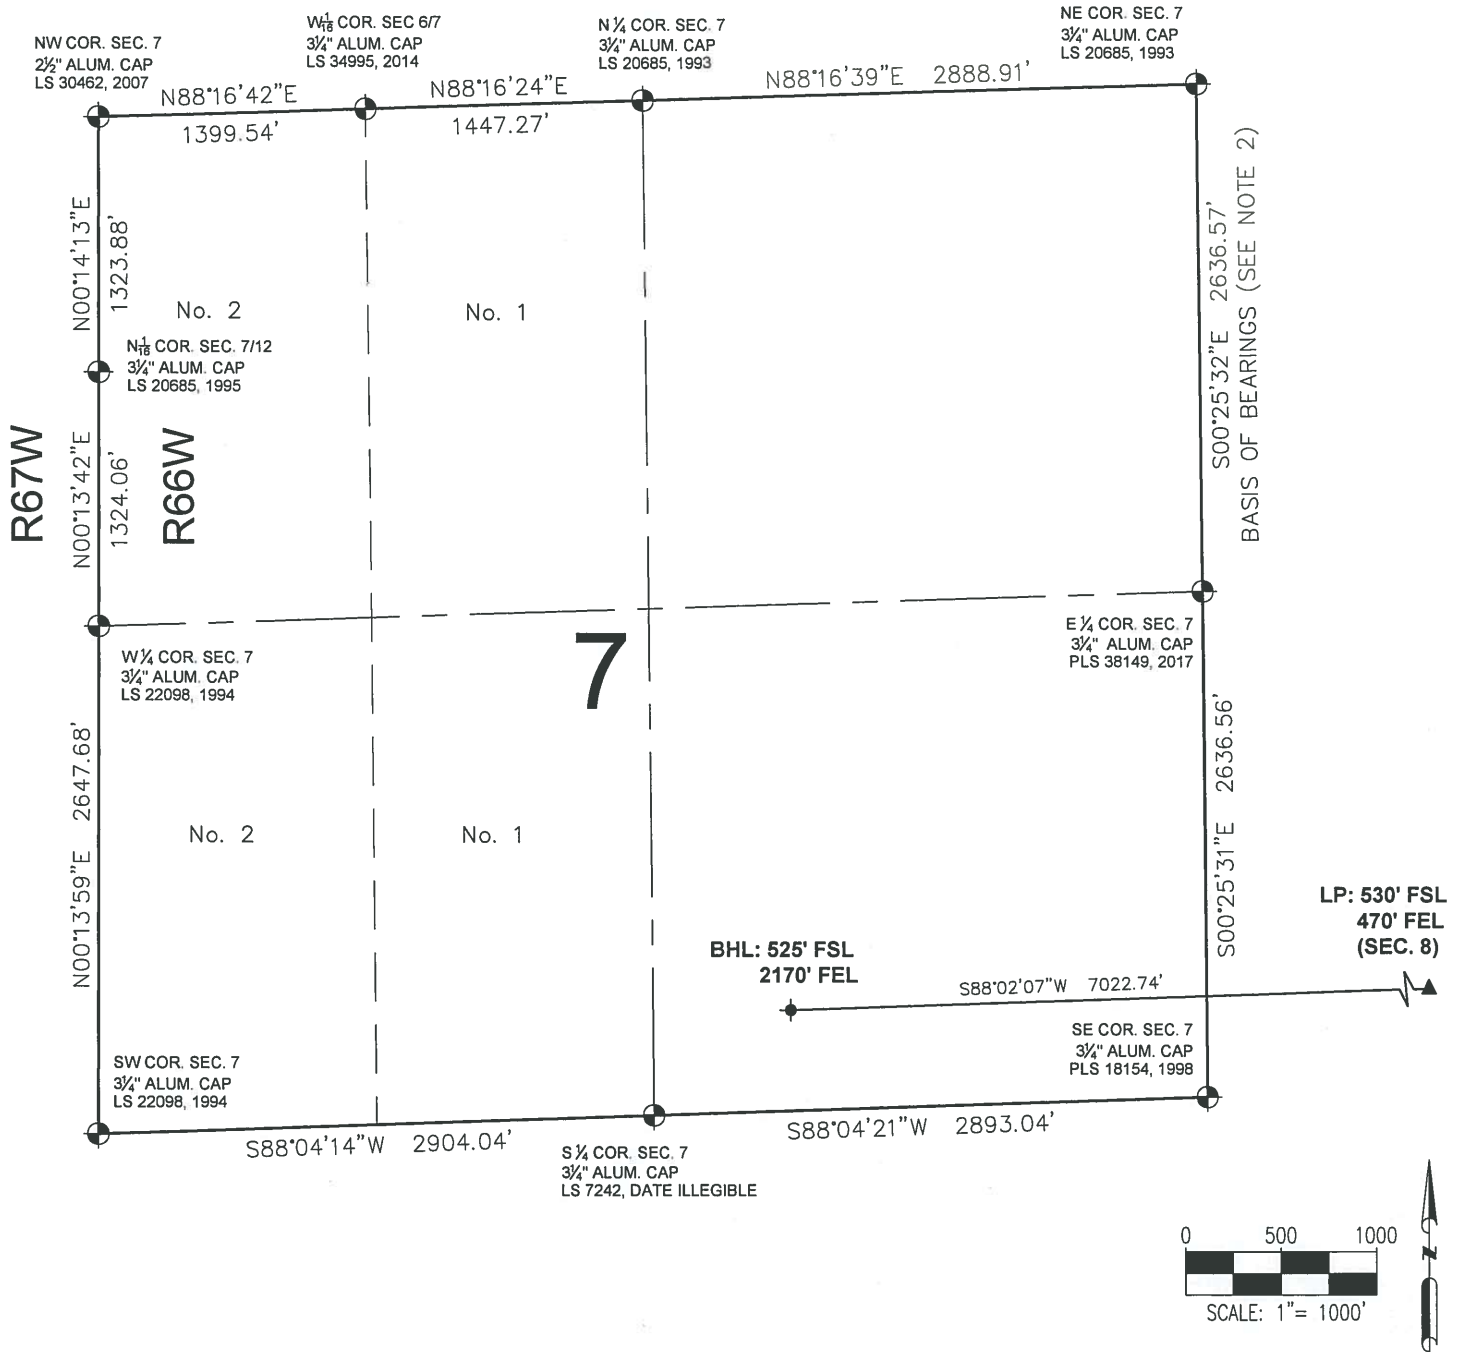 NW COR. SEC. 7
2½" ALUM. CAP
LS 30462, 2007
W1/16 COR. SEC 6/7
3¼" ALUM. CAP
LS 34995, 2014
N ¼ COR. SEC. 7
3¼" ALUM. CAP
LS 20685, 1993
NE COR. SEC. 7
3¼" ALUM. CAP
LS 20685, 1993
N88°16'42"E
1399.54'
N88°16'24"E
1447.27'
N88°16'39"E 2888.91'
N00°14'13"E
1323.88'
No. 2
No. 1
S00°25'32"E 2636.57'
BASIS OF BEARINGS (SEE NOTE 2)
N1/16 COR. SEC. 7/12
3¼" ALUM. CAP
LS 20685, 1995
R67W
N00°13'42"E
1324.06'
R66W
W ¼ COR. SEC. 7
3¼" ALUM. CAP
LS 22098, 1994
7
E ¼ COR. SEC. 7
3¼" ALUM. CAP
PLS 38149, 2017
N00°13'59"E 2647.68'
No. 2
No. 1
S00°25'31"E 2636.56'
LP: 530' FSL
470' FEL
(SEC. 8)
BHL: 525' FSL
2170' FEL
S88°02'07"W 7022.74'
SE COR. SEC. 7
3¼" ALUM. CAP
PLS 18154, 1998
SW COR. SEC. 7
3¼" ALUM. CAP
LS 22098, 1994
S88°04'14"W 2904.04'
S88°04'21"W 2893.04'
S ¼ COR. SEC. 7
3¼" ALUM. CAP
LS 7242, DATE ILLEGIBLE
0 500 1000
SCALE: 1"= 1000'
N